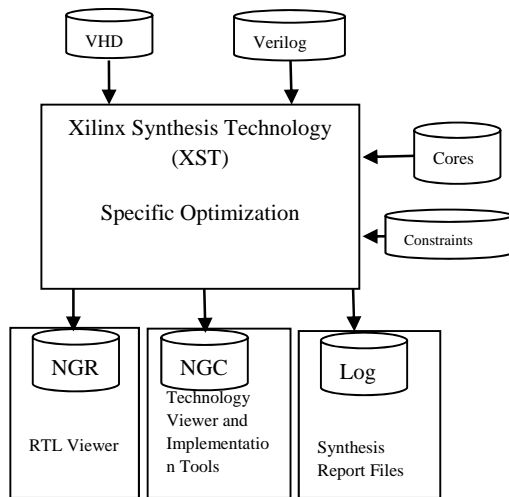 VHD
Verilog
Xilinx Synthesis Technology
(XST)
Cores
Specific Optimization
Constraints
NGR
NGC
Log
Technology
Viewer and
Implementatio
n Tools
RTL Viewer
Synthesis
Report Files